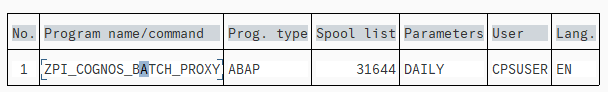 No. Program name/command Prog. type Spool list Parameters User Lang.
1 ZPI_COGNOS_BATCH_PROXY ABAP 31644 DAILY CPSUSER EN